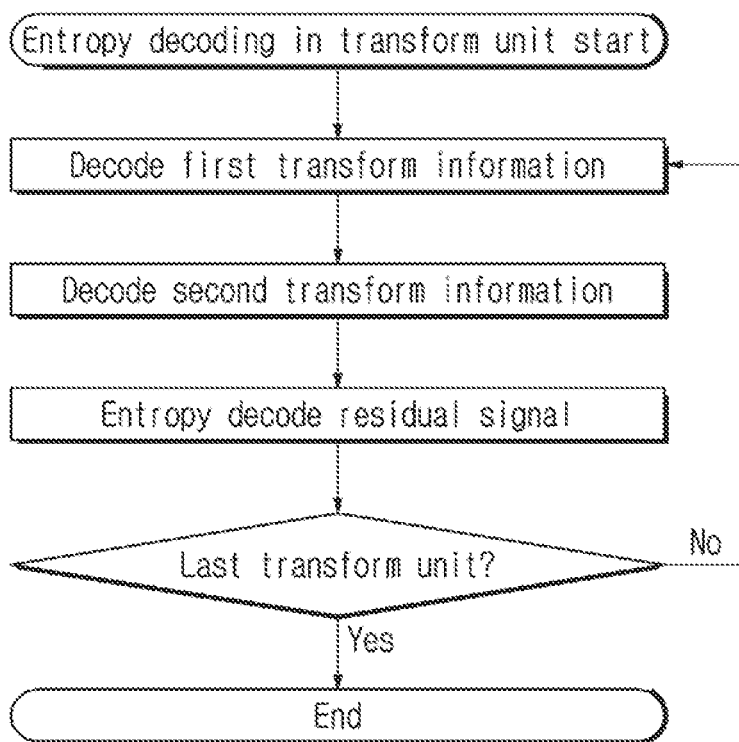 Entropy decoding in transform unit start
Decode first transform information
Decode second transform information
Entropy decode residual signal
Last transform unit?
No
Yes
End